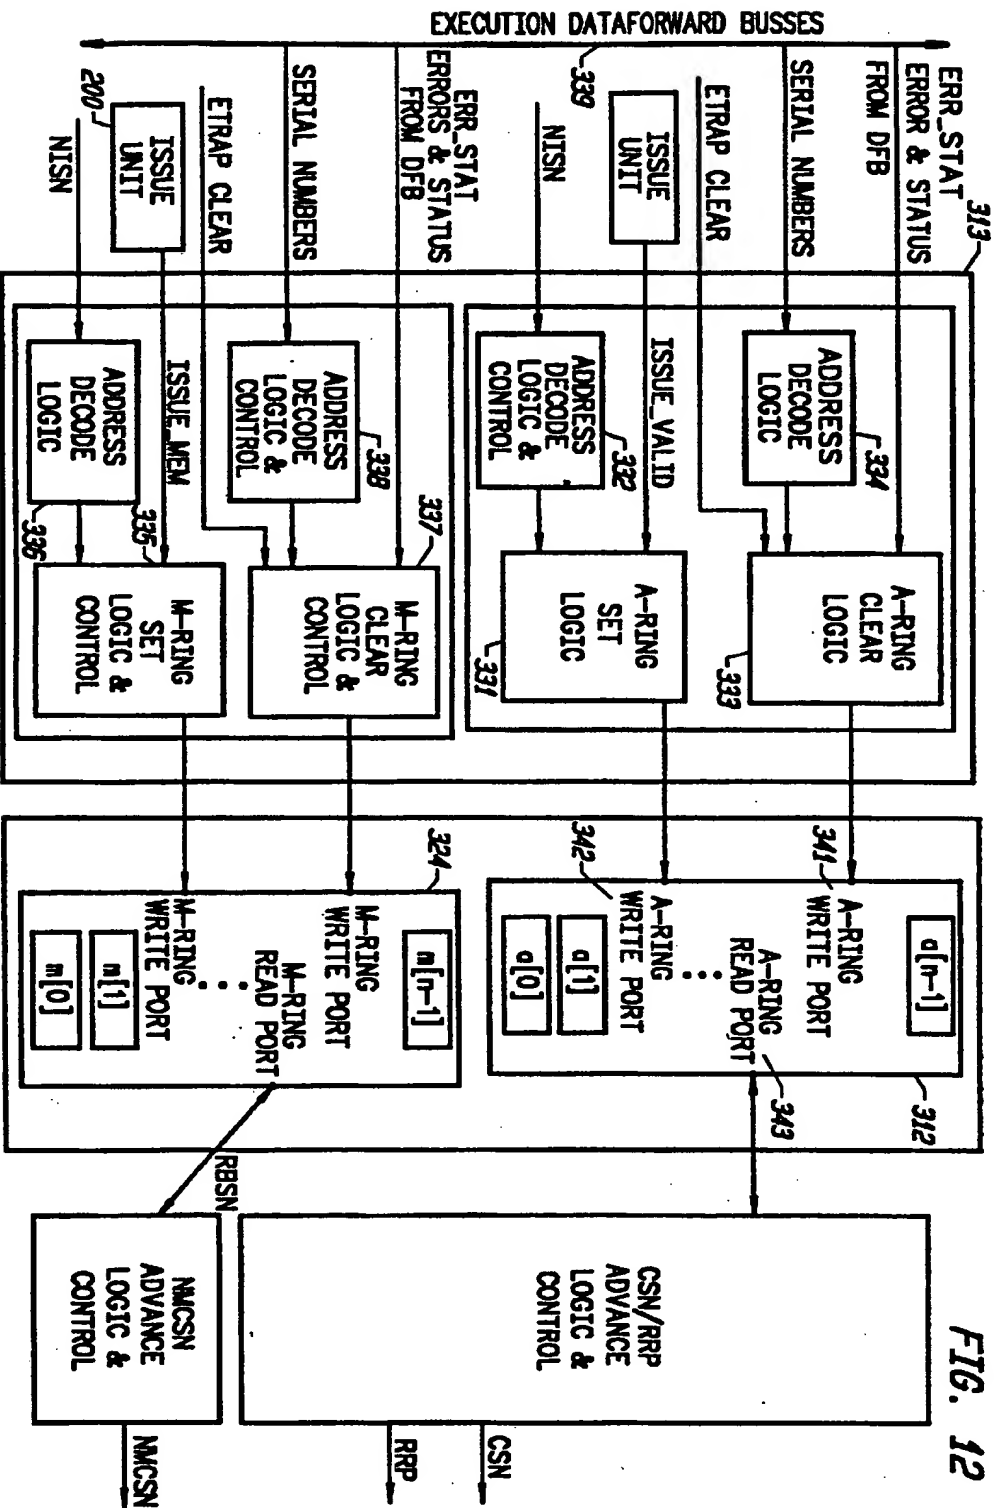 FIG. 12
EXECUTION DATAFORWARD BUSSES
339
ERR_STAT
ERROR & STATUS
FROM DFB
SERIAL NUMBERS
ETRAP CLEAR
ISSUE
UNIT
NISN
ERR_STAT
ERRORS & STATUS
FROM DFB
SERIAL NUMBERS
ETRAP CLEAR
ISSUE
UNIT
200
NISN
313
ADDRESS
DECODE
LOGIC
334
A-RING
CLEAR
LOGIC
333
ISSUE_VALID
ADDRESS
DECODE
LOGIC &
CONTROL
332
A-RING
SET
LOGIC
331
ADDRESS
DECODE
LOGIC &
CONTROL
338
M-RING
CLEAR
LOGIC &
CONTROL
337
ISSUE_MEM
ADDRESS
DECODE
LOGIC
336
M-RING
SET
LOGIC &
CONTROL
335
a[n-1]
312
341
A-RING
WRITE PORT
A-RING
READ PORT
343
342
A-RING
WRITE PORT
a[1]
a[0]
324
m[n-1]
M-RING
WRITE PORT
M-RING
READ PORT
M-RING
WRITE PORT
m[1]
m[0]
CSN/RRP
ADVANCE
LOGIC &
CONTROL
CSN
RRP
RBSN
NMCSN
ADVANCE
LOGIC &
CONTROL
NMCSN